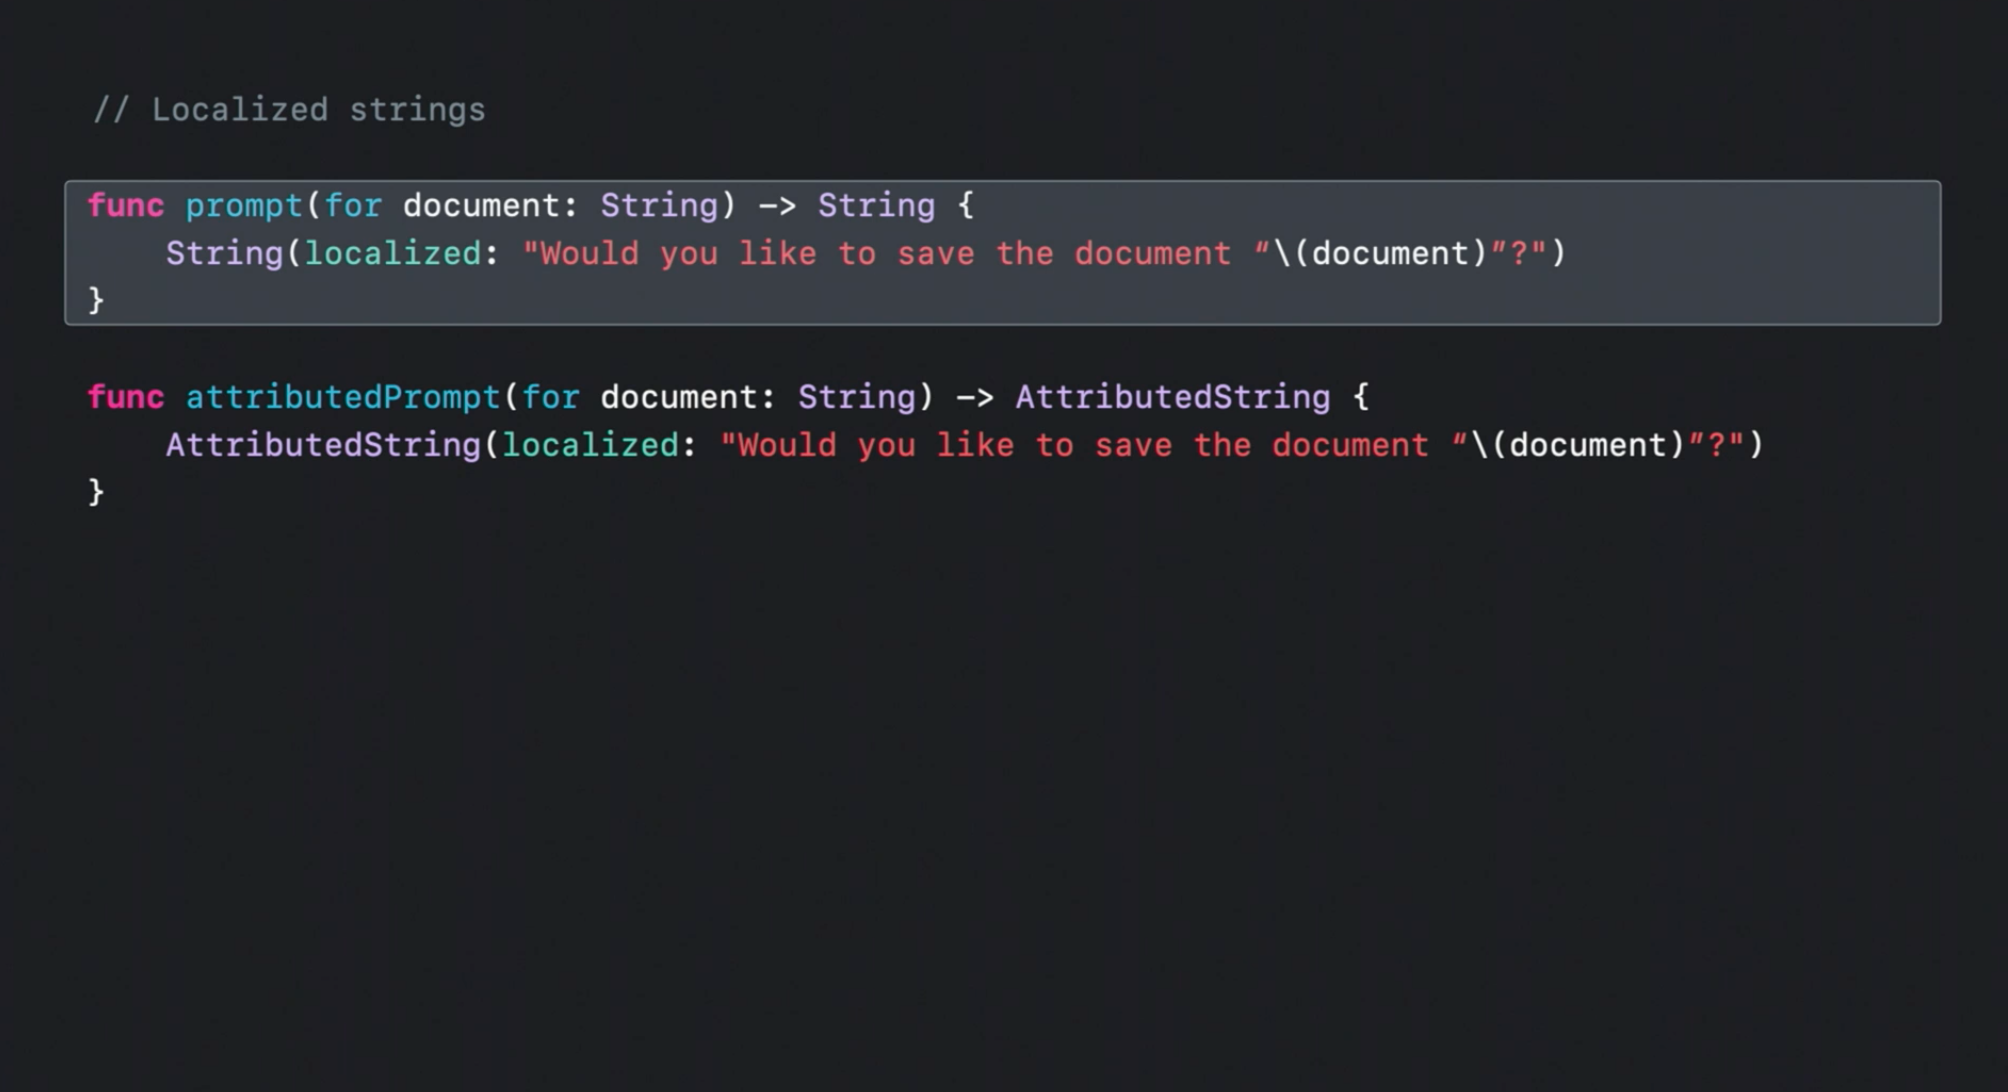 // Localized strings
func prompt(for document: String) -> String {
    String(localized: "Would you like to save the document “\(document)”?")
}
func attributedPrompt(for document: String) -> AttributedString {
    AttributedString(localized: "Would you like to save the document “\(document)”?")
}